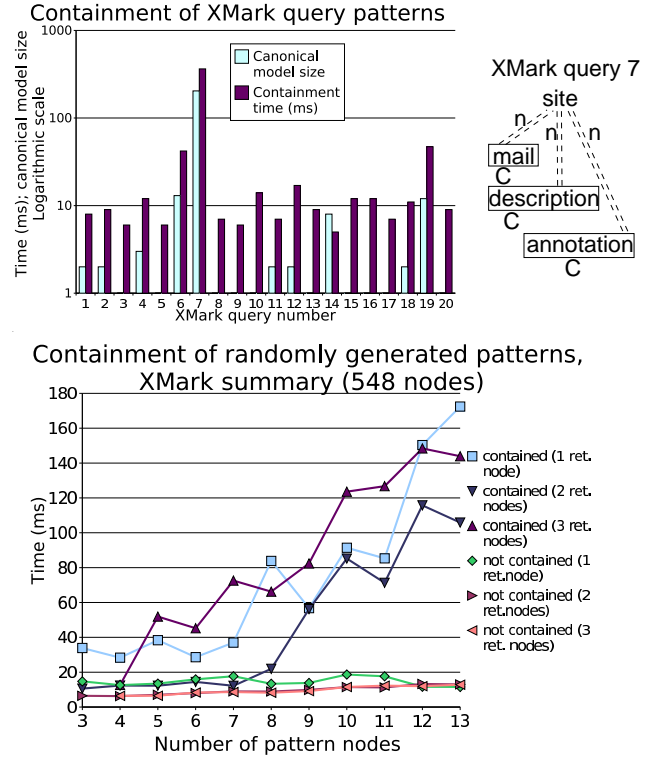 Containment of XMark query patterns
Time (ms); canonical model size
Logarithmic scale
1000
100
10
1
Canonical
model size
Containment
time (ms)
1 2 3 4 5 6 7 8 9 10 11 12 13 14 15 16 17 18 19 20
XMark query number
XMark query 7
site
n n n
mail
C
description
C
annotation
C
Containment of randomly generated patterns,
XMark summary (548 nodes)
Time (ms)
180
160
140
120
100
80
60
40
20
0
3 4 5 6 7 8 9 10 11 12 13
Number of pattern nodes
contained (1 ret.
node)
contained (2 ret.
nodes)
contained (3 ret.
nodes)
not contained (1
ret.node)
not contained (2
ret.nodes)
not contained (3
ret. nodes)